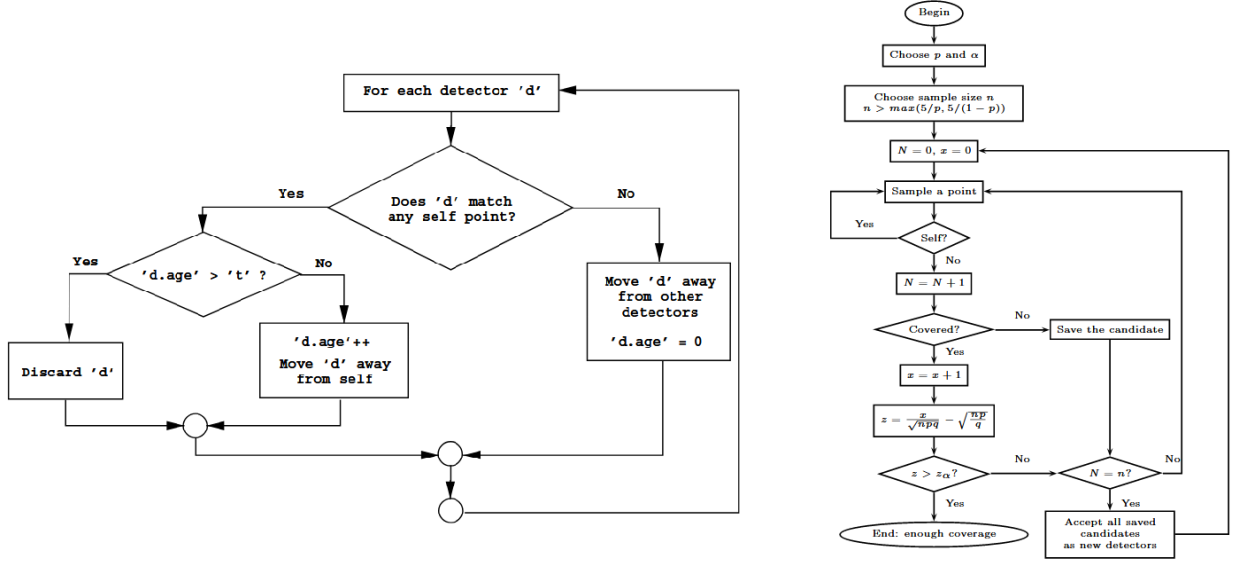 For each detector 'd'
Does 'd' match
any self point?
Yes
No
'd.age' > 't' ?
Yes
No
Discard 'd'
'd.age'++
Move 'd' away
from self
Move 'd' away
from other
detectors
'd.age' = 0
Begin
Choose p and α
Choose sample size n
n > max(5/p, 5/(1 − p))
N = 0, x = 0
Sample a point
Yes
Self?
No
N = N + 1
Covered?
No
Save the candidate
Yes
x = x + 1
z = x/√npq − √np/q
z > zα?
No
N = n?
No
Yes
Yes
End: enough coverage
Accept all saved
candidates
as new detectors